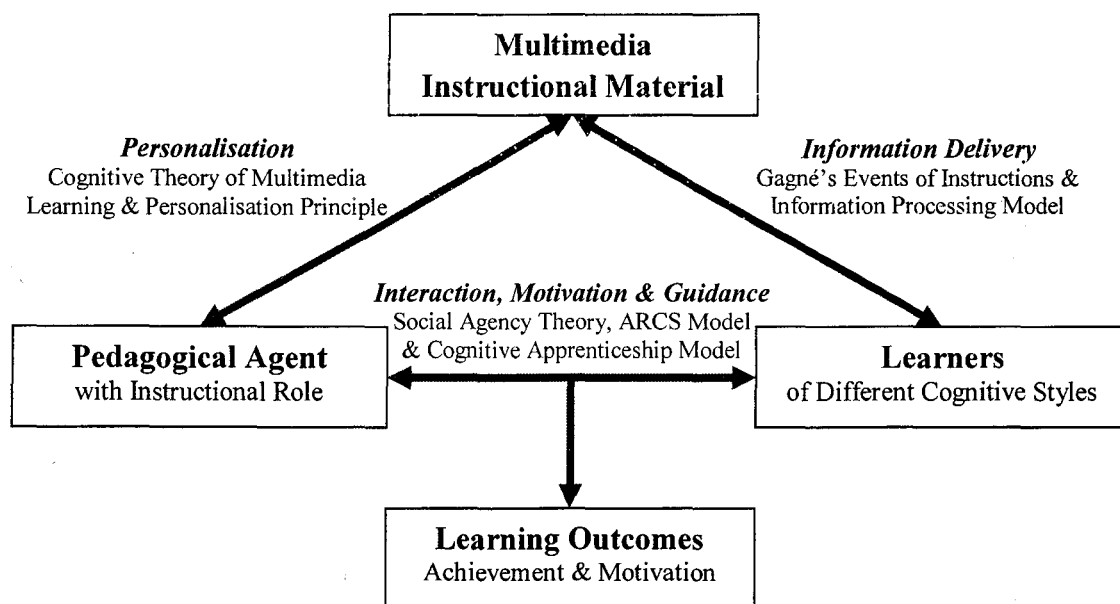 Multimedia
Instructional Material
Personalisation
Cognitive Theory of Multimedia
Learning & Personalisation Principle
Information Delivery
Gagné's Events of Instructions &
Information Processing Model
Interaction, Motivation & Guidance
Social Agency Theory, ARCS Model
& Cognitive Apprenticeship Model
Pedagogical Agent
with Instructional Role
Learners
of Different Cognitive Styles
Learning Outcomes
Achievement & Motivation